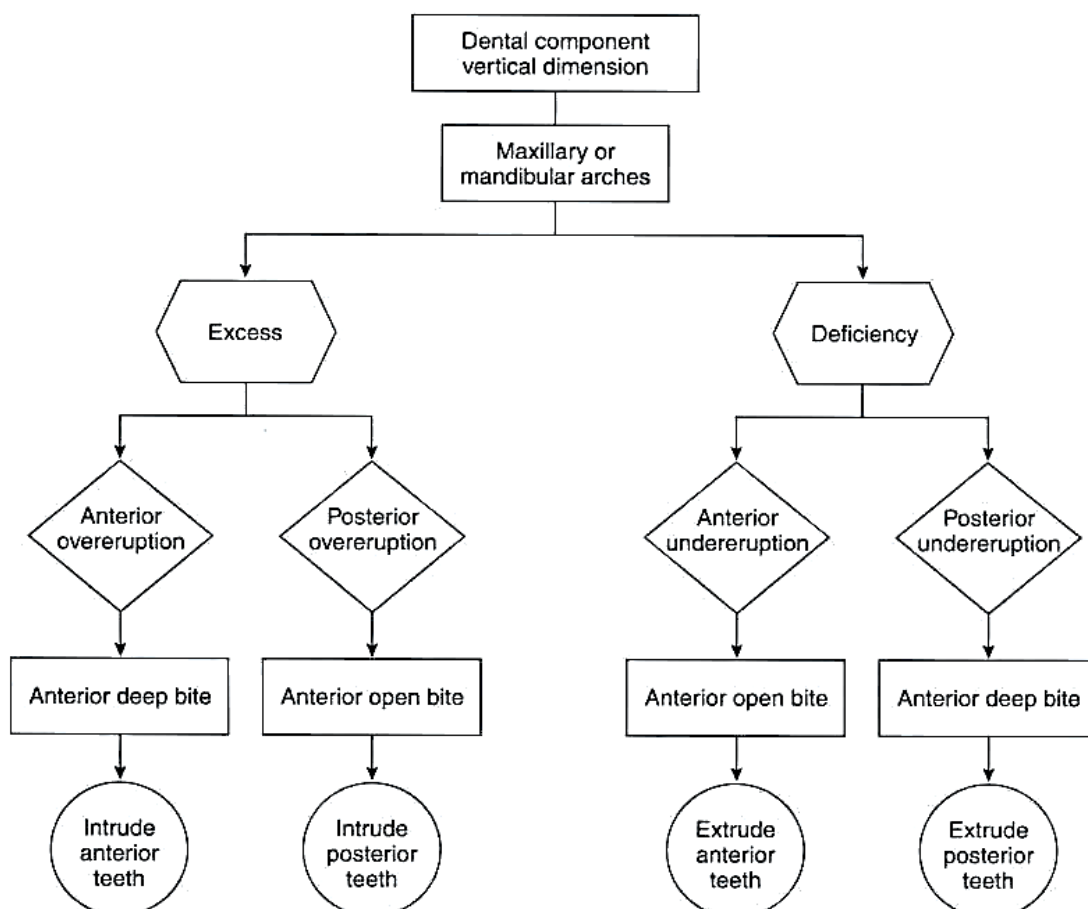 Dental component
vertical dimension
Maxillary or
mandibular arches
Excess
Deficiency
Anterior
overeruption
Posterior
overeruption
Anterior
undereruption
Posterior
undereruption
Anterior deep bite
Anterior open bite
Anterior open bite
Anterior deep bite
Intrude
anterior
teeth
Intrude
posterior
teeth
Extrude
anterior
teeth
Extrude
posterior
teeth